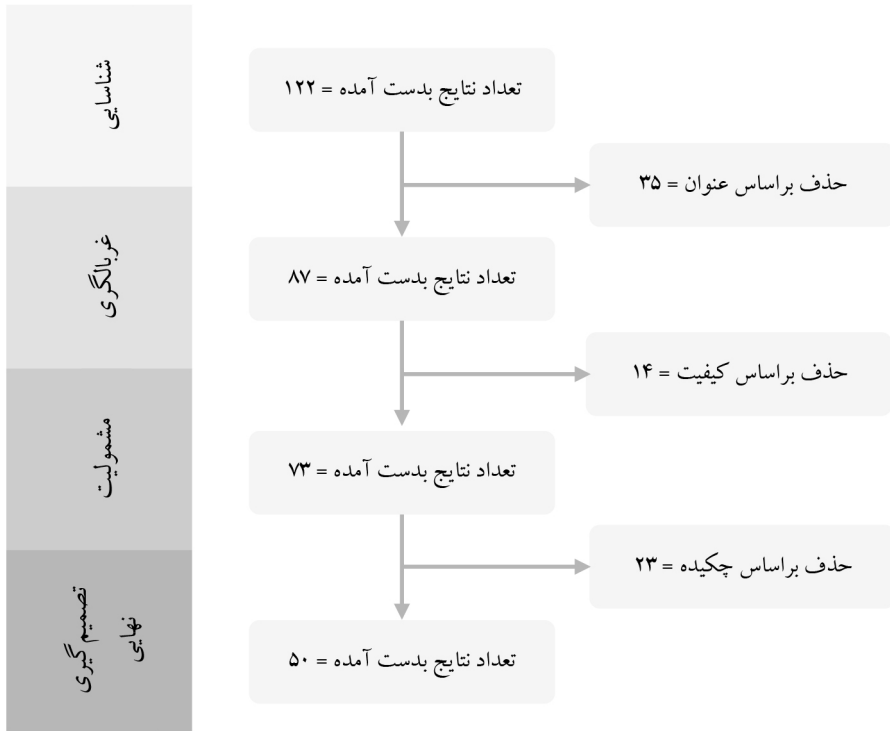 شناسایی
تعداد نتایج بدست آمده = ۱۲۲
حذف براساس عنوان = ۳۵
غربالگری
تعداد نتایج بدست آمده = ۸۷
حذف براساس کیفیت = ۱۴
مشمولیت
تعداد نتایج بدست آمده = ۷۳
حذف براساس چکیده = ۲۳
تصمیم گیری
نهایی
تعداد نتایج بدست آمده = ۵۰